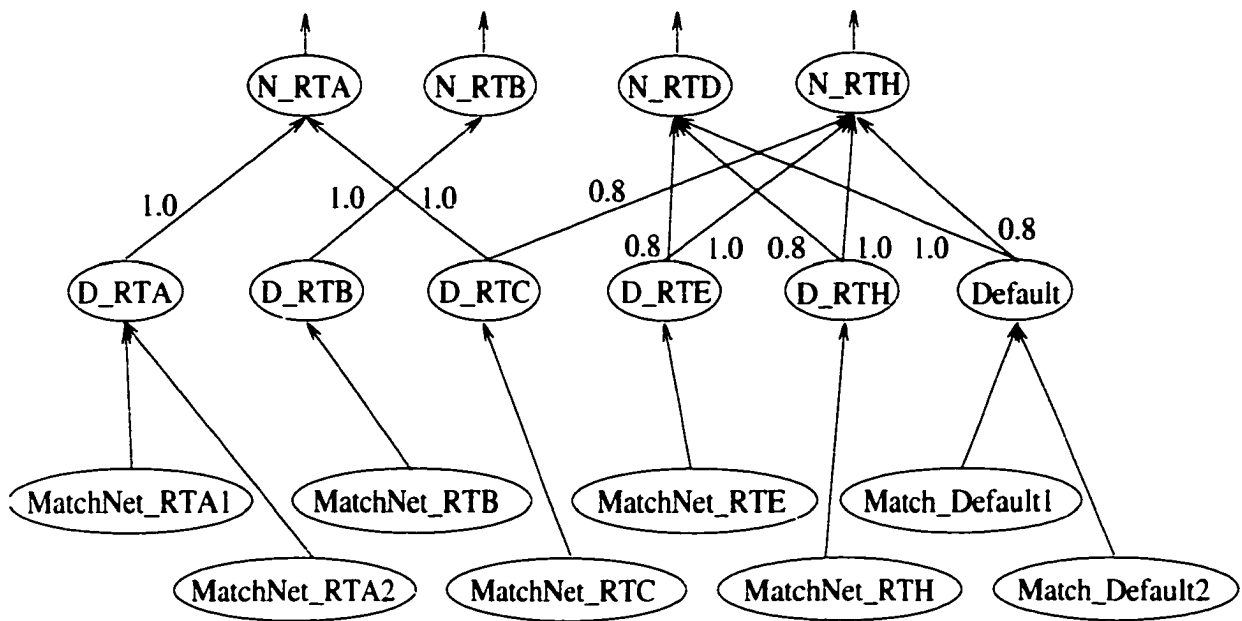 N_RTA N_RTB N_RTD N_RTH
1.0 1.0 1.0 0.8
0.8 1.0 0.8 1.0 1.0 0.8
D_RTA D_RTB D_RTC D_RTE D_RTH Default
MatchNet_RTA1 MatchNet_RTB MatchNet_RTE Match_Default1
MatchNet_RTA2 MatchNet_RTC MatchNet_RTH Match_Default2